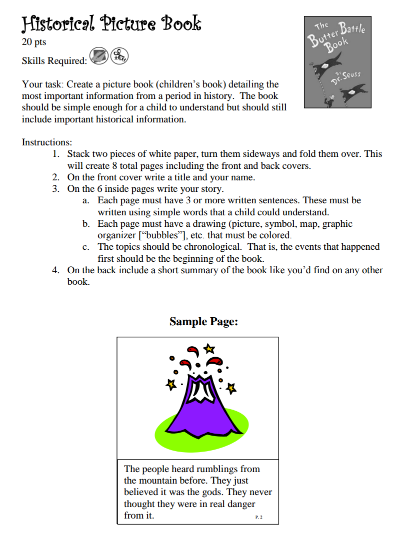 Historical Picture Book
20 pts
Skills Required:
The
Butter Battle
Book
By
Dr. Seuss
Your task: Create a picture book (children's book) detailing the
most important information from a period in history. The book
should be simple enough for a child to understand but should still
include important historical information.
Instructions:
1. Stack two pieces of white paper, turn them sideways and fold them over. This
will create 8 total pages including the front and back covers.
2. On the front cover write a title and your name.
3. On the 6 inside pages write your story.
a. Each page must have 3 or more written sentences. These must be
written using simple words that a child could understand.
b. Each page must have a drawing (picture, symbol, map, graphic
organizer ["bubbles"], etc. that must be colored
c. The topics should be chronological. That is, the events that happened
first should be the beginning of the book.
4. On the back include a short summary of the book like you'd find on any other
book.
Sample Page:
The people heard rumblings from
the mountain before. They just
believed it was the gods. They never
thought they were in real danger
from it.
P. 2